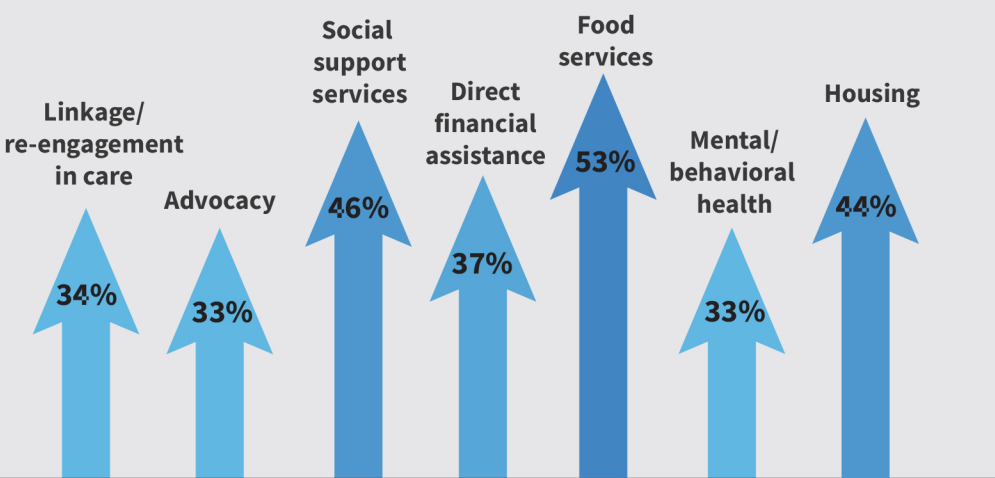 Linkage/
re-engagement
in care
34%
Advocacy
33%
Social
support
services
46%
Direct
financial
assistance
37%
Food
services
53%
Mental/
behavioral
health
33%
Housing
44%